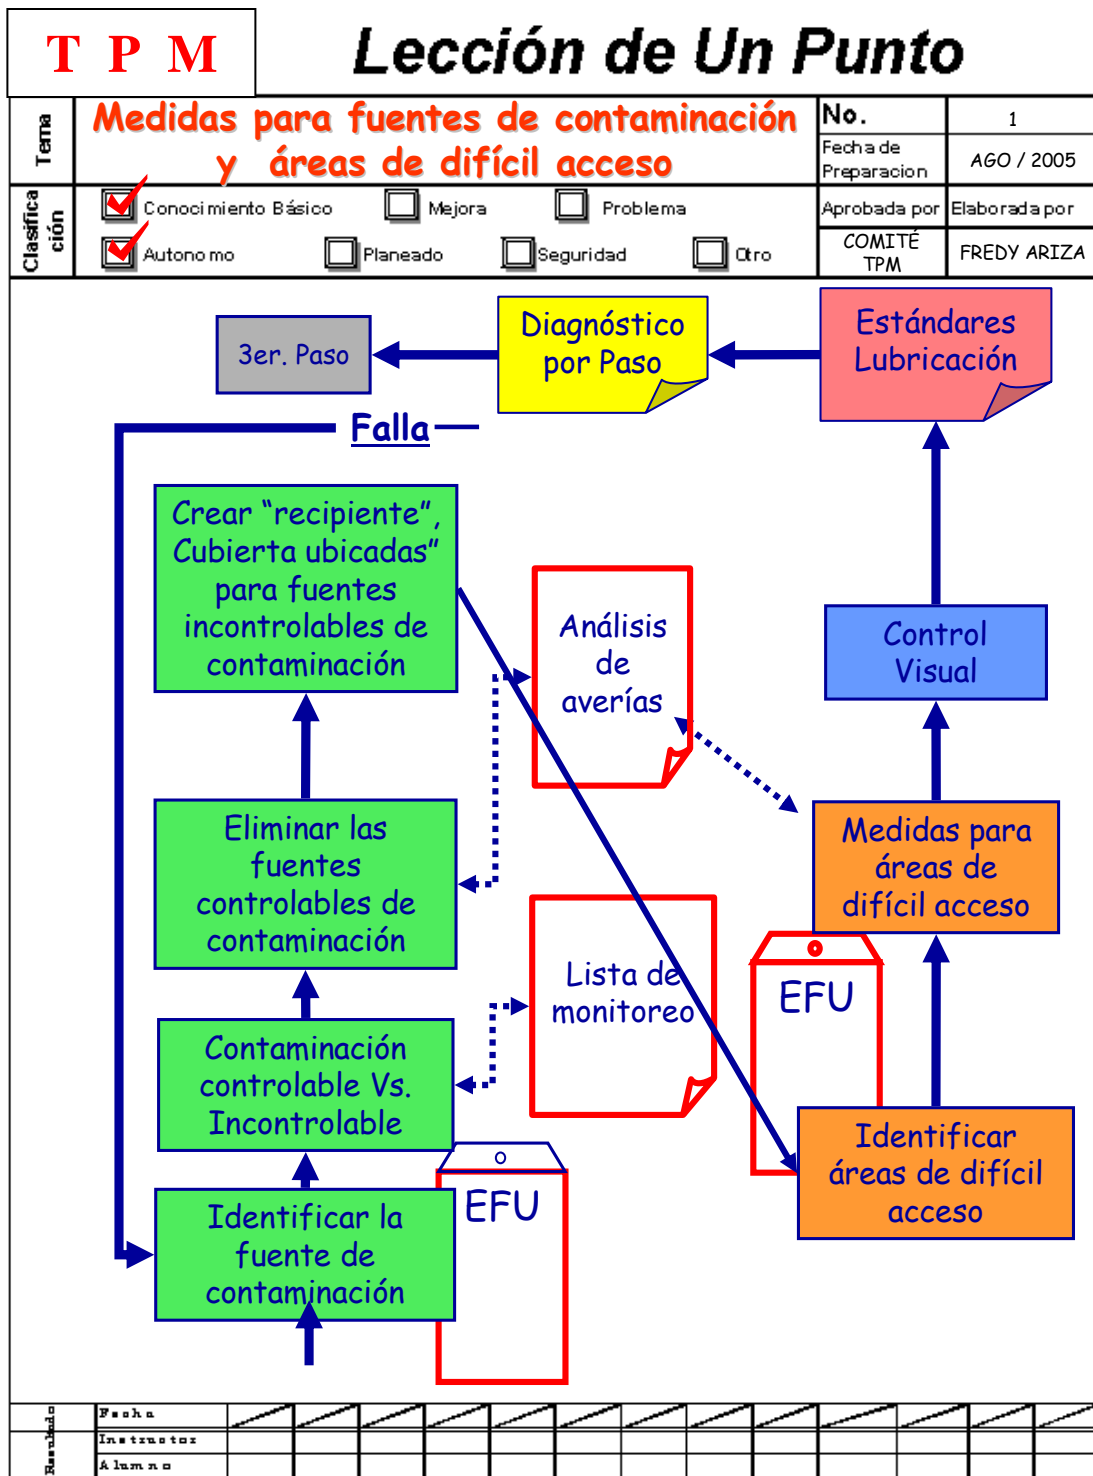 T P M
Lección de Un Punto
Tema
Medidas para fuentes de contaminación
y áreas de difícil acceso
No.
1
Fecha de
Preparacion
AGO / 2005
Clasifica
ción
Conocimiento Básico
Mejora
Problema
Autonomo
Planeado
Seguridad
Otro
Aprobada por
Elaborada por
COMITÉ
TPM
FREDY ARIZA
3er. Paso
Diagnóstico
por Paso
Estándares
Lubricación
Falla
Crear “recipiente”,
Cubierta ubicadas”
para fuentes
incontrolables de
contaminación
Análisis
de
averías
Control
Visual
Eliminar las
fuentes
controlables de
contaminación
Medidas para
áreas de
difícil acceso
Lista de
monitoreo
EFU
Contaminación
controlable Vs.
Incontrolable
Identificar
áreas de difícil
acceso
EFU
Identificar la
fuente de
contaminación
Resultado
Fecha
Instructor
Alumno